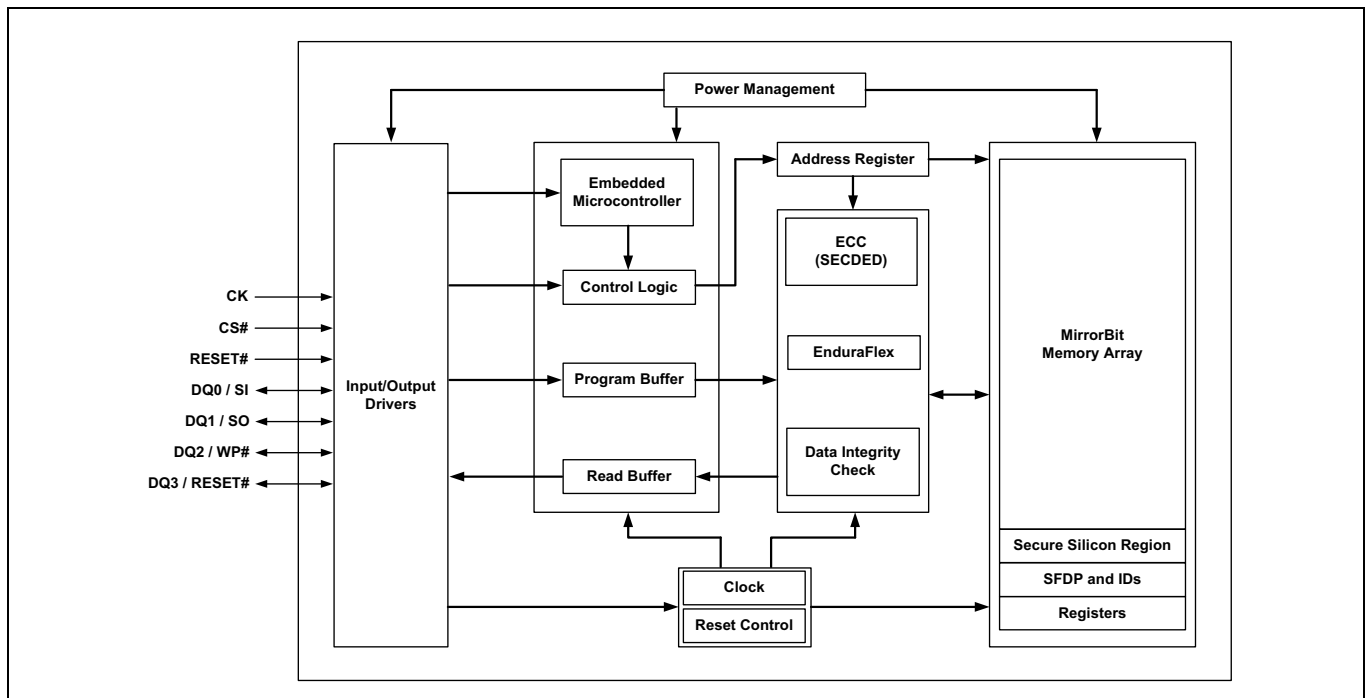 Power Management
Address Register
Embedded
Microcontroller
ECC
(SECDED)
Control Logic
CK
CS#
RESET#
DQ0 / SI
DQ1 / SO
DQ2 / WP#
DQ3 / RESET#
Input/Output
Drivers
EnduraFlex
MirrorBit
Memory Array
Program Buffer
Data Integrity
Check
Read Buffer
Secure Silicon Region
SFDP and IDs
Registers
Clock
Reset Control